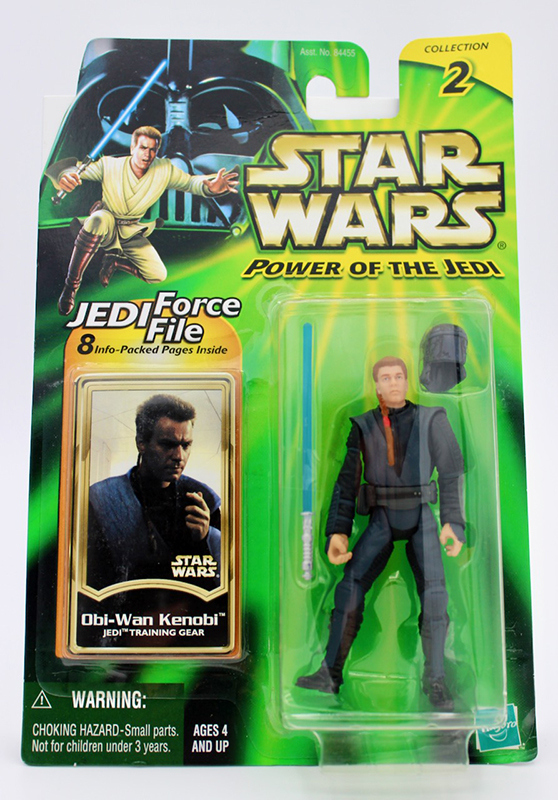 Asst. No. 84455
COLLECTION
2
STAR
WARS®
POWER OF THE JEDI
JEDI Force
File
8 Info-Packed Pages Inside
STAR
WARS®
Obi-Wan Kenobi™
JEDI™ TRAINING GEAR
⚠ WARNING:
CHOKING HAZARD-Small parts.
Not for children under 3 years.
AGES 4
AND UP
Hasbro